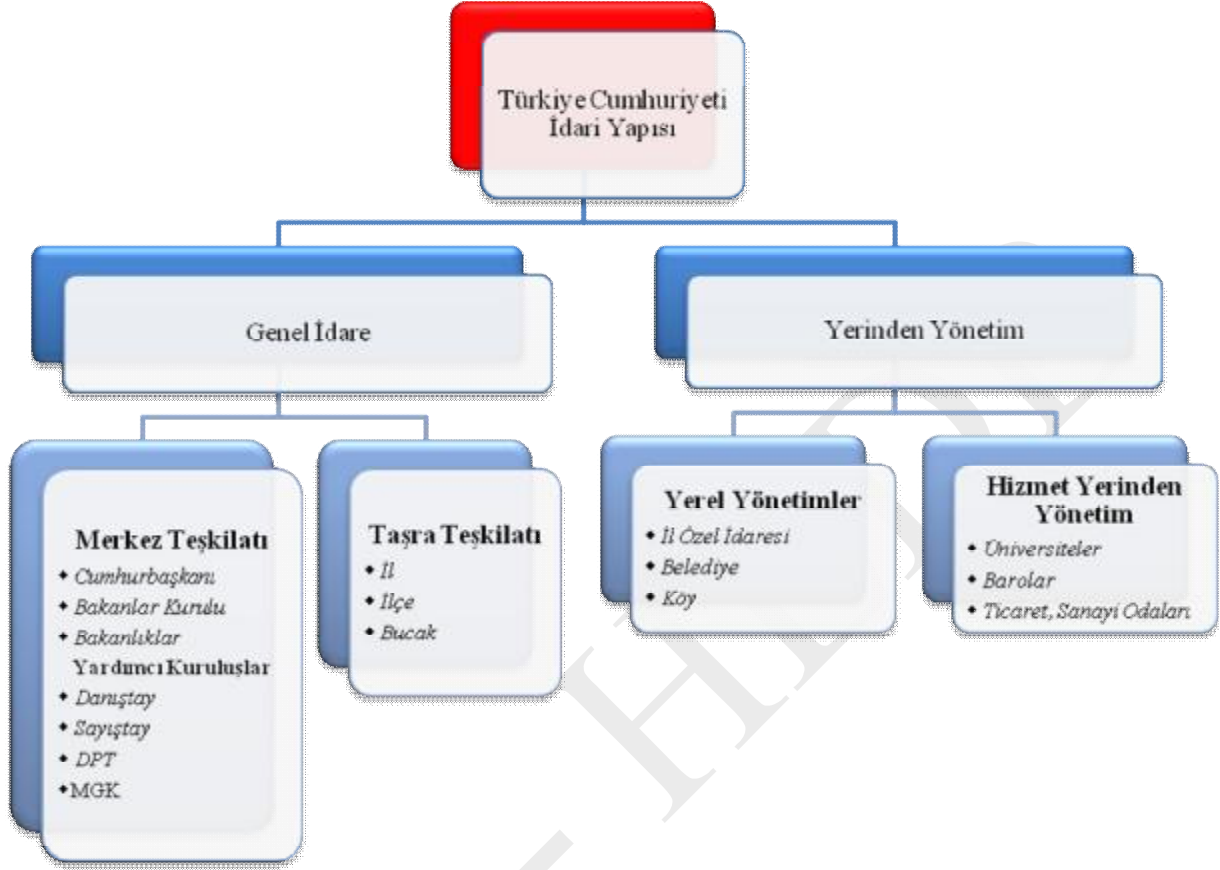 Türkiye Cumhuriyeti
İdari Yapısı
Genel İdare
Yerinden Yönetim
Merkez Teşkilatı
• Cumhurbaşkanı
• Bakanlar Kurulu
• Bakanlıklar
Yardımcı Kuruluşlar
• Danıştay
• Sayıştay
• DPT
• MGK
Taşra Teşkilatı
• İl
• İlçe
• Bucak
Yerel Yönetimler
• İl Özel İdaresi
• Belediye
• Köy
Hizmet Yerinden
Yönetim
• Üniversiteler
• Barolar
• Ticaret, Sanayi Odaları